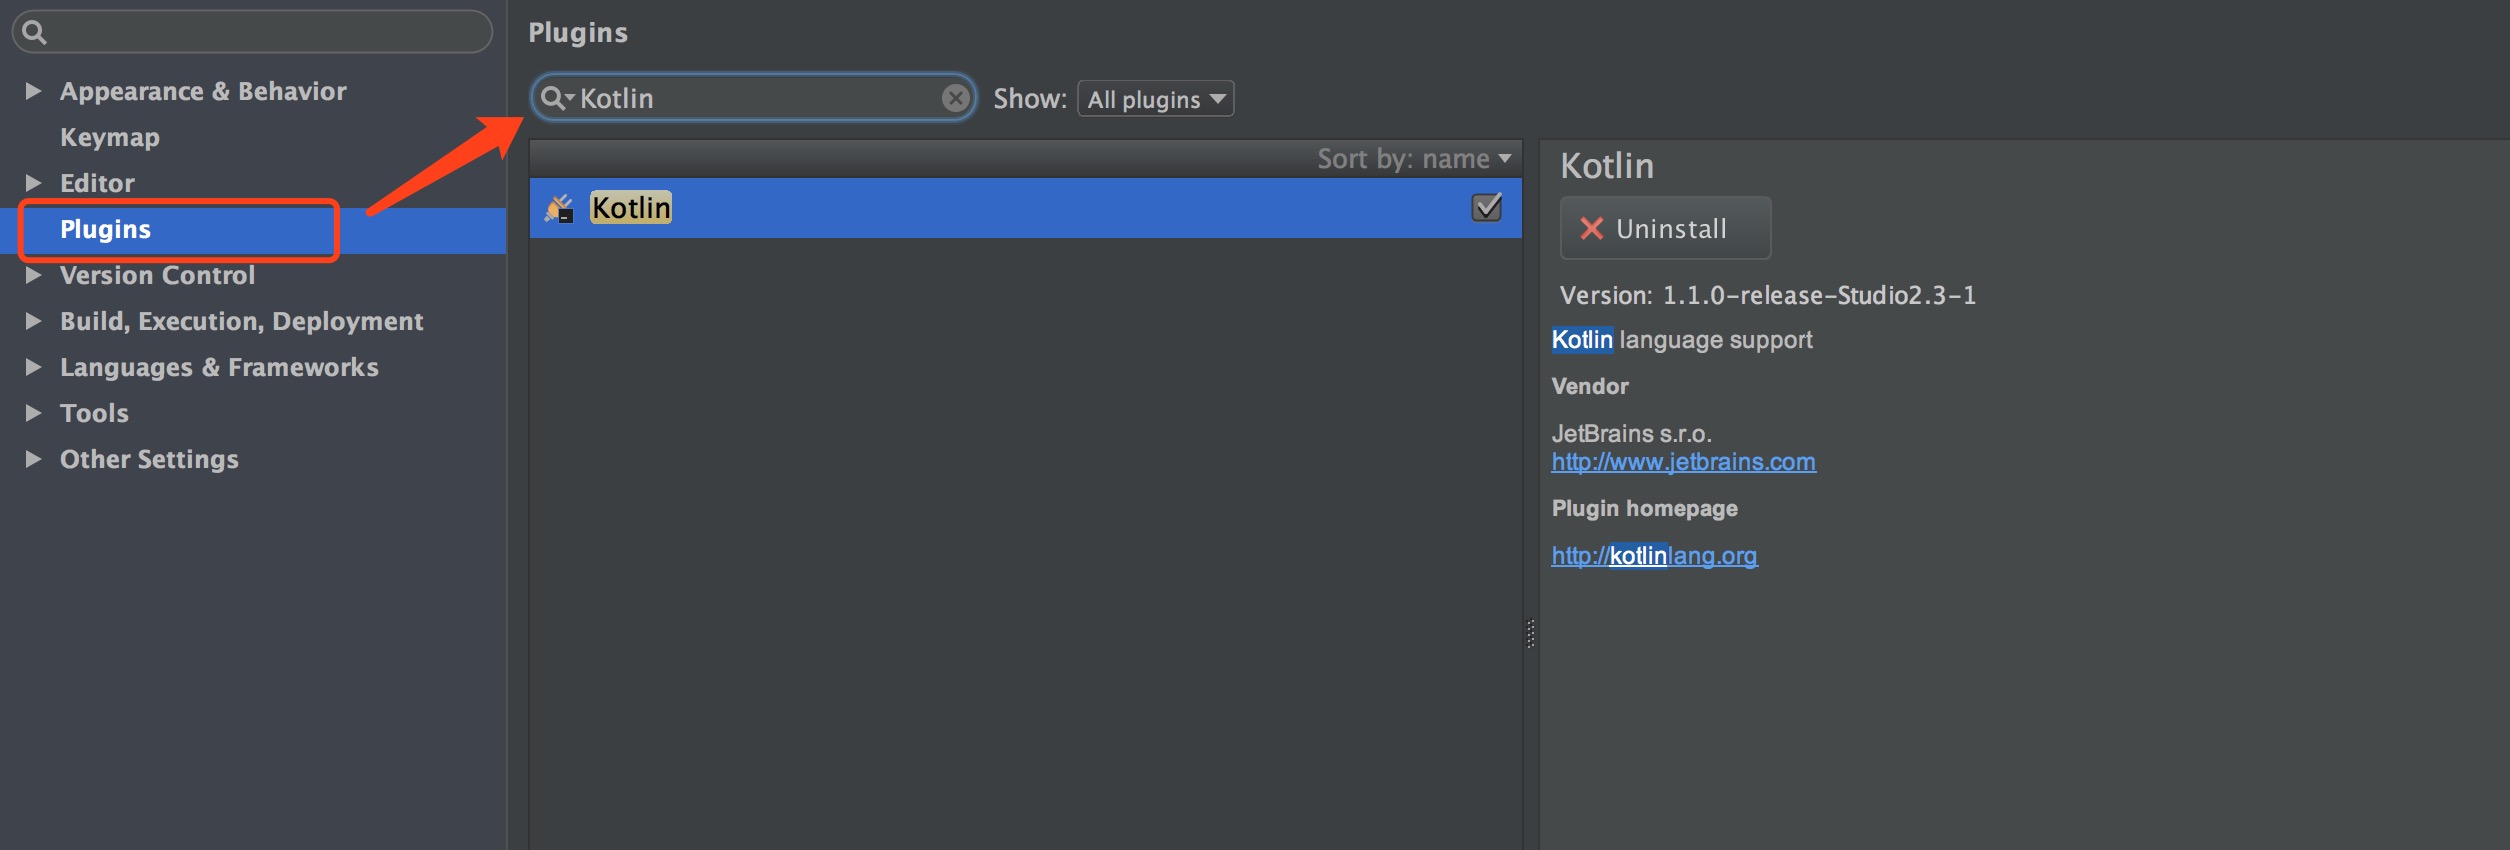 Appearance & Behavior
Keymap
Editor
Plugins
Version Control
Build, Execution, Deployment
Languages & Frameworks
Tools
Other Settings
Plugins
Kotlin
Show: All plugins
Sort by: name
Kotlin
Kotlin
Uninstall
Version: 1.1.0-release-Studio2.3-1
Kotlin language support
Vendor
JetBrains s.r.o.
http://www.jetbrains.com
Plugin homepage
http://kotlinlang.org